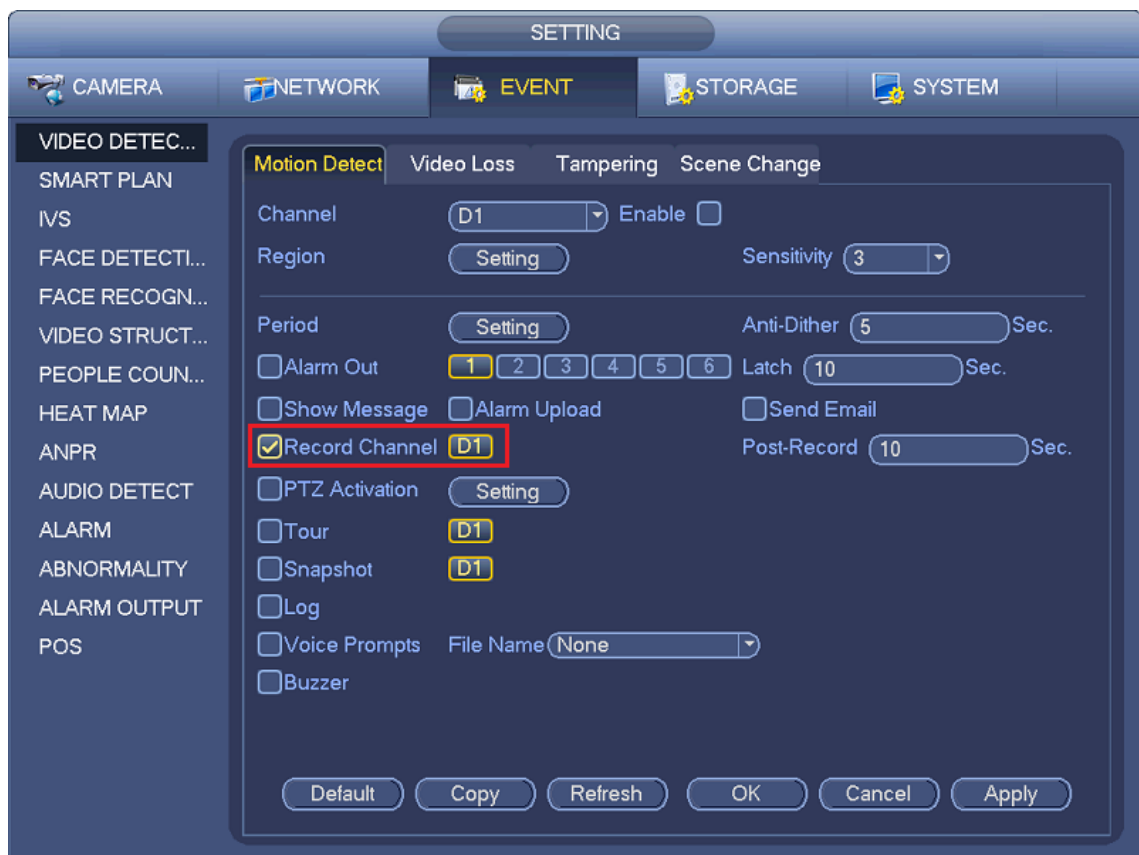 SETTING
CAMERA NETWORK EVENT STORAGE SYSTEM
VIDEO DETEC...
SMART PLAN
IVS
FACE DETECTI...
FACE RECOGN...
VIDEO STRUCT...
PEOPLE COUN...
HEAT MAP
ANPR
AUDIO DETECT
ALARM
ABNORMALITY
ALARM OUTPUT
POS
Motion Detect Video Loss Tampering Scene Change
Channel D1 Enable
Region Setting Sensitivity 3
Period Setting Anti-Dither 5 Sec.
Alarm Out 1 2 3 4 5 6 Latch 10 Sec.
Show Message Alarm Upload Send Email
Record Channel D1 Post-Record 10 Sec.
PTZ Activation Setting
Tour D1
Snapshot D1
Log
Voice Prompts File Name None
Buzzer
Default Copy Refresh OK Cancel Apply